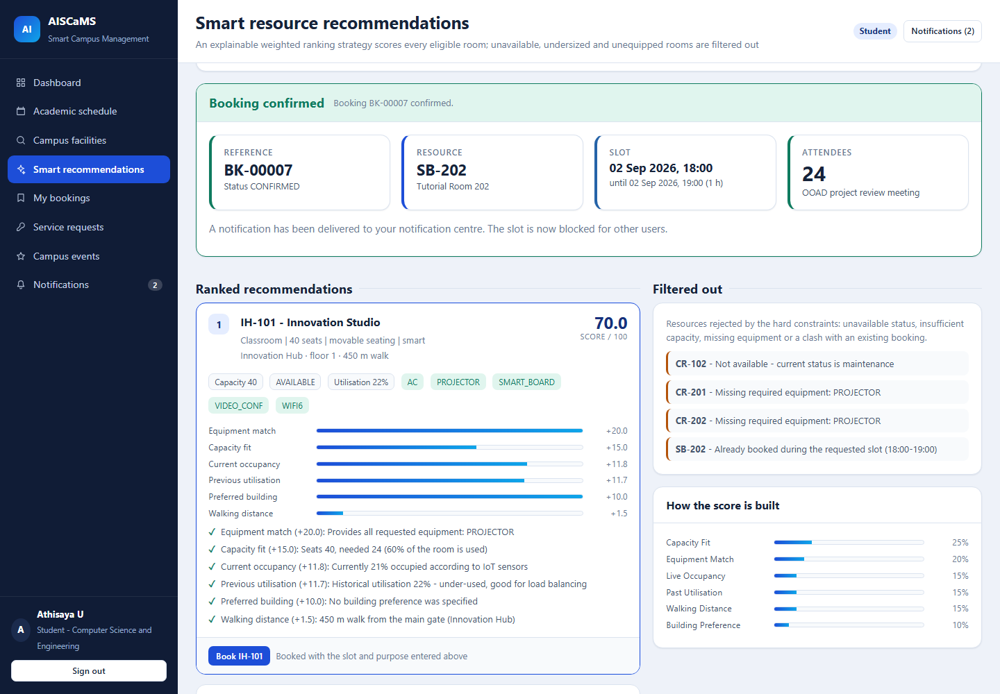 AI
AISCaMS
Smart Campus Management
Dashboard
Academic schedule
Campus facilities
Smart recommendations
My bookings
Service requests
Campus events
Notifications 2
A
Athisaya U
Student - Computer Science and
Engineering
Sign out
Smart resource recommendations
An explainable weighted ranking strategy scores every eligible room; unavailable, undersized and unequipped rooms are filtered out
Student
Notifications (2)
Booking confirmed Booking BK-00007 confirmed.
REFERENCE
BK-00007
Status CONFIRMED
RESOURCE
SB-202
Tutorial Room 202
SLOT
02 Sep 2026, 18:00
until 02 Sep 2026, 19:00 (1 h)
ATTENDEES
24
OOAD project review meeting
A notification has been delivered to your notification centre. The slot is now blocked for other users.
Ranked recommendations
1
IH-101 - Innovation Studio
Classroom | 40 seats | movable seating | smart
Innovation Hub · floor 1 · 450 m walk
70.0
SCORE / 100
Capacity 40 AVAILABLE Utilisation 22% AC PROJECTOR SMART_BOARD
VIDEO_CONF WIFI6
Equipment match +20.0
Capacity fit +15.0
Current occupancy +11.8
Previous utilisation +11.7
Preferred building +10.0
Walking distance +1.5
✓ Equipment match (+20.0): Provides all requested equipment: PROJECTOR
✓ Capacity fit (+15.0): Seats 40, needed 24 (60% of the room is used)
✓ Current occupancy (+11.8): Currently 21% occupied according to IoT sensors
✓ Previous utilisation (+11.7): Historical utilisation 22% - under-used, good for load balancing
✓ Preferred building (+10.0): No building preference was specified
✓ Walking distance (+1.5): 450 m walk from the main gate (Innovation Hub)
Book IH-101 Booked with the slot and purpose entered above
Filtered out
Resources rejected by the hard constraints: unavailable status, insufficient
capacity, missing equipment or a clash with an existing booking.
CR-102 - Not available - current status is maintenance
CR-201 - Missing required equipment: PROJECTOR
CR-202 - Missing required equipment: PROJECTOR
SB-202 - Already booked during the requested slot (18:00-19:00)
How the score is built
Capacity Fit 25%
Equipment Match 20%
Live Occupancy 15%
Past Utilisation 15%
Walking Distance 15%
Building Preference 10%